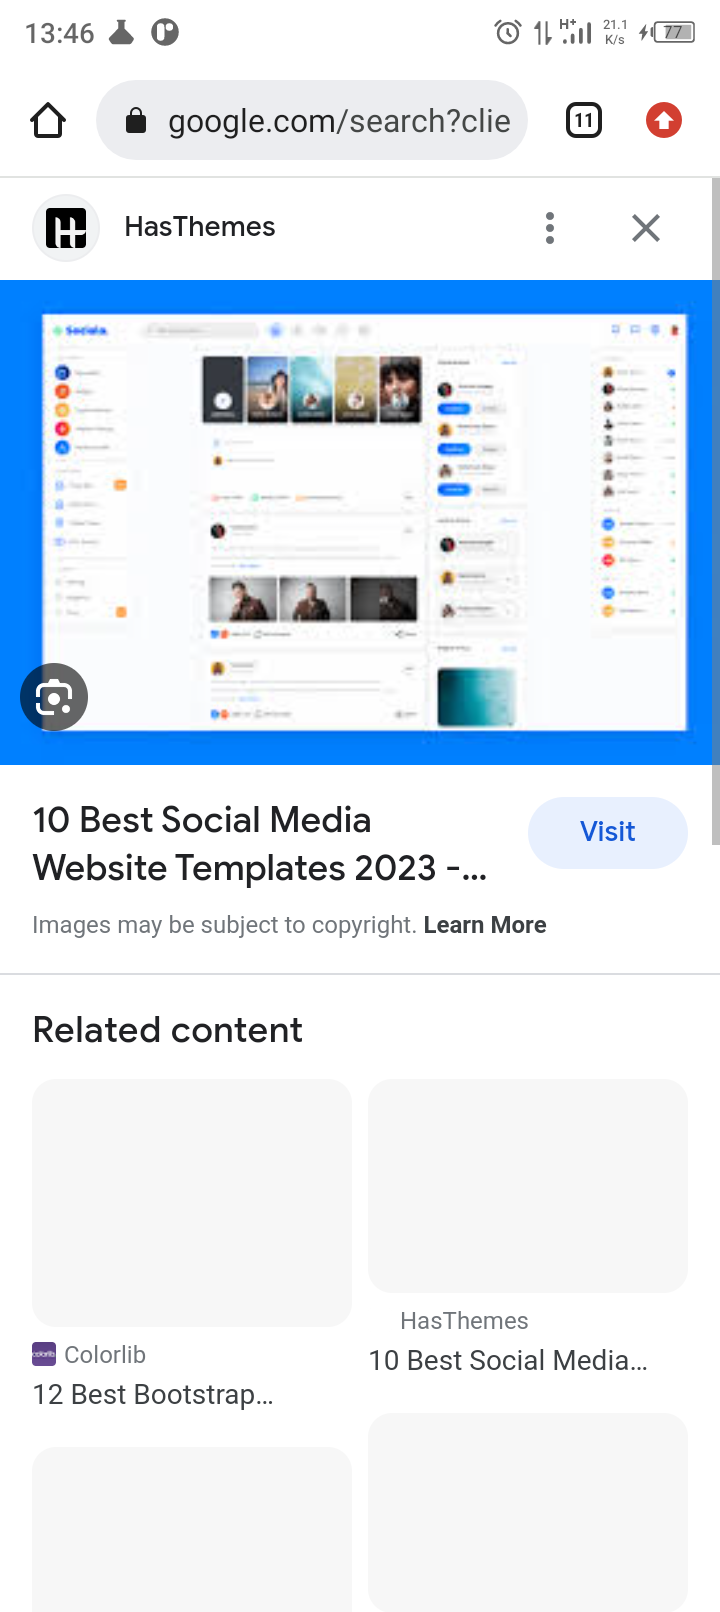 13:46
H+
21.1
K/s
77
google.com/search?clie
11
HasThemes
Sociala.
10 Best Social Media
Website Templates 2023 -...
Visit
Images may be subject to copyright. Learn More
Related content
Colorlib
12 Best Bootstrap...
HasThemes
10 Best Social Media...